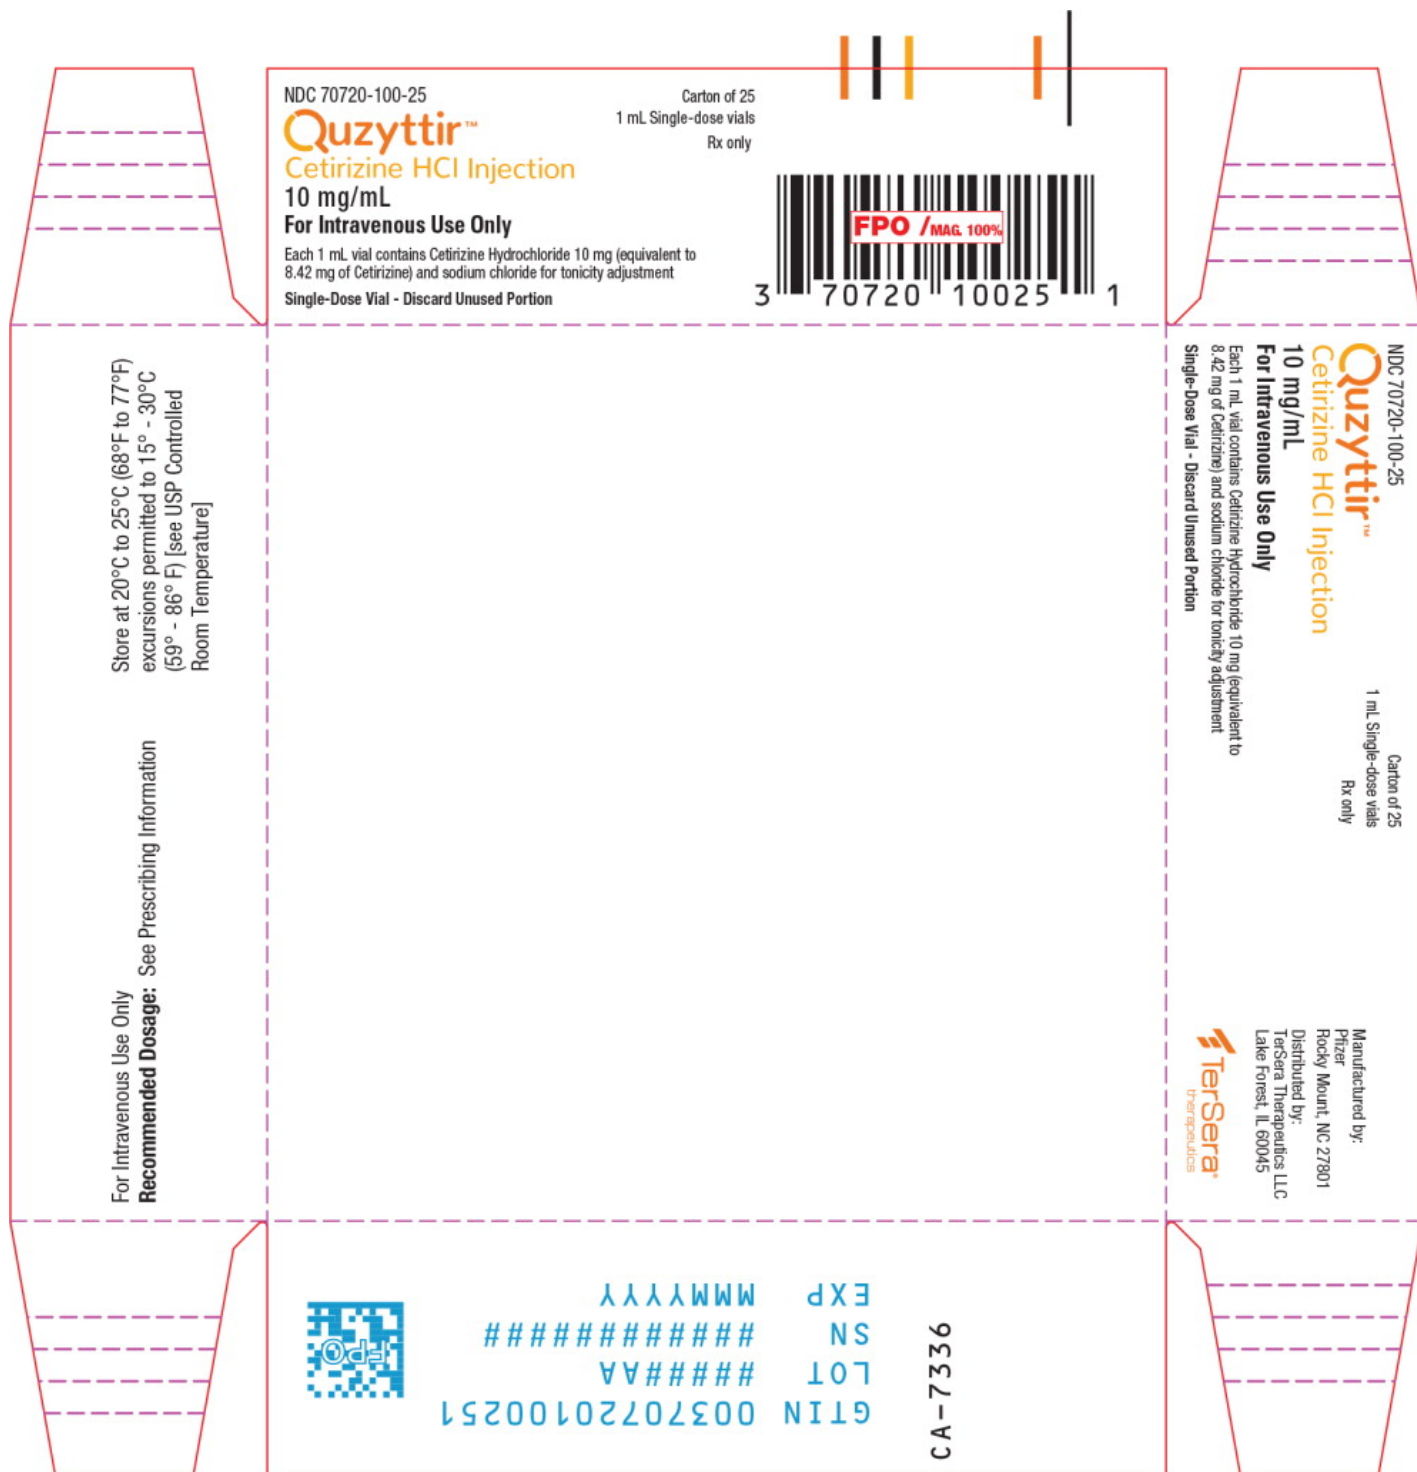 NDC 70720-100-25
Quzyttir™
Cetirizine HCl Injection
10 mg/mL
For Intravenous Use Only
Each 1 mL vial contains Cetirizine Hydrochloride 10 mg (equivalent to
8.42 mg of Cetirizine) and sodium chloride for tonicity adjustment
Single-Dose Vial - Discard Unused Portion
Carton of 25
1 mL Single-dose vials
Rx only
FPO / MAG. 100%
3 70720 10025 1
Store at 20°C to 25°C (68°F to 77°F)
excursions permitted to 15° - 30°C
(59° - 86° F) [see USP Controlled
Room Temperature]
For Intravenous Use Only
Recommended Dosage: See Prescribing Information
NDC 70720-100-25
Quzyttir™
Cetirizine HCl Injection
10 mg/mL
For Intravenous Use Only
Each 1 mL vial contains Cetirizine Hydrochloride 10 mg (equivalent to
8.42 mg of Cetirizine) and sodium chloride for tonicity adjustment
Single-Dose Vial - Discard Unused Portion
Carton of 25
1 mL Single-dose vials
Rx only
Manufactured by:
Pfizer
Rocky Mount, NC 27801
Distributed by:
TerSera Therapeutics LLC
Lake Forest, IL 60045
TerSera®
therapeutics
GTIN 00370720100251
LOT #####AA
SN ############
EXP MMMYYYY
FPO
CA-7336